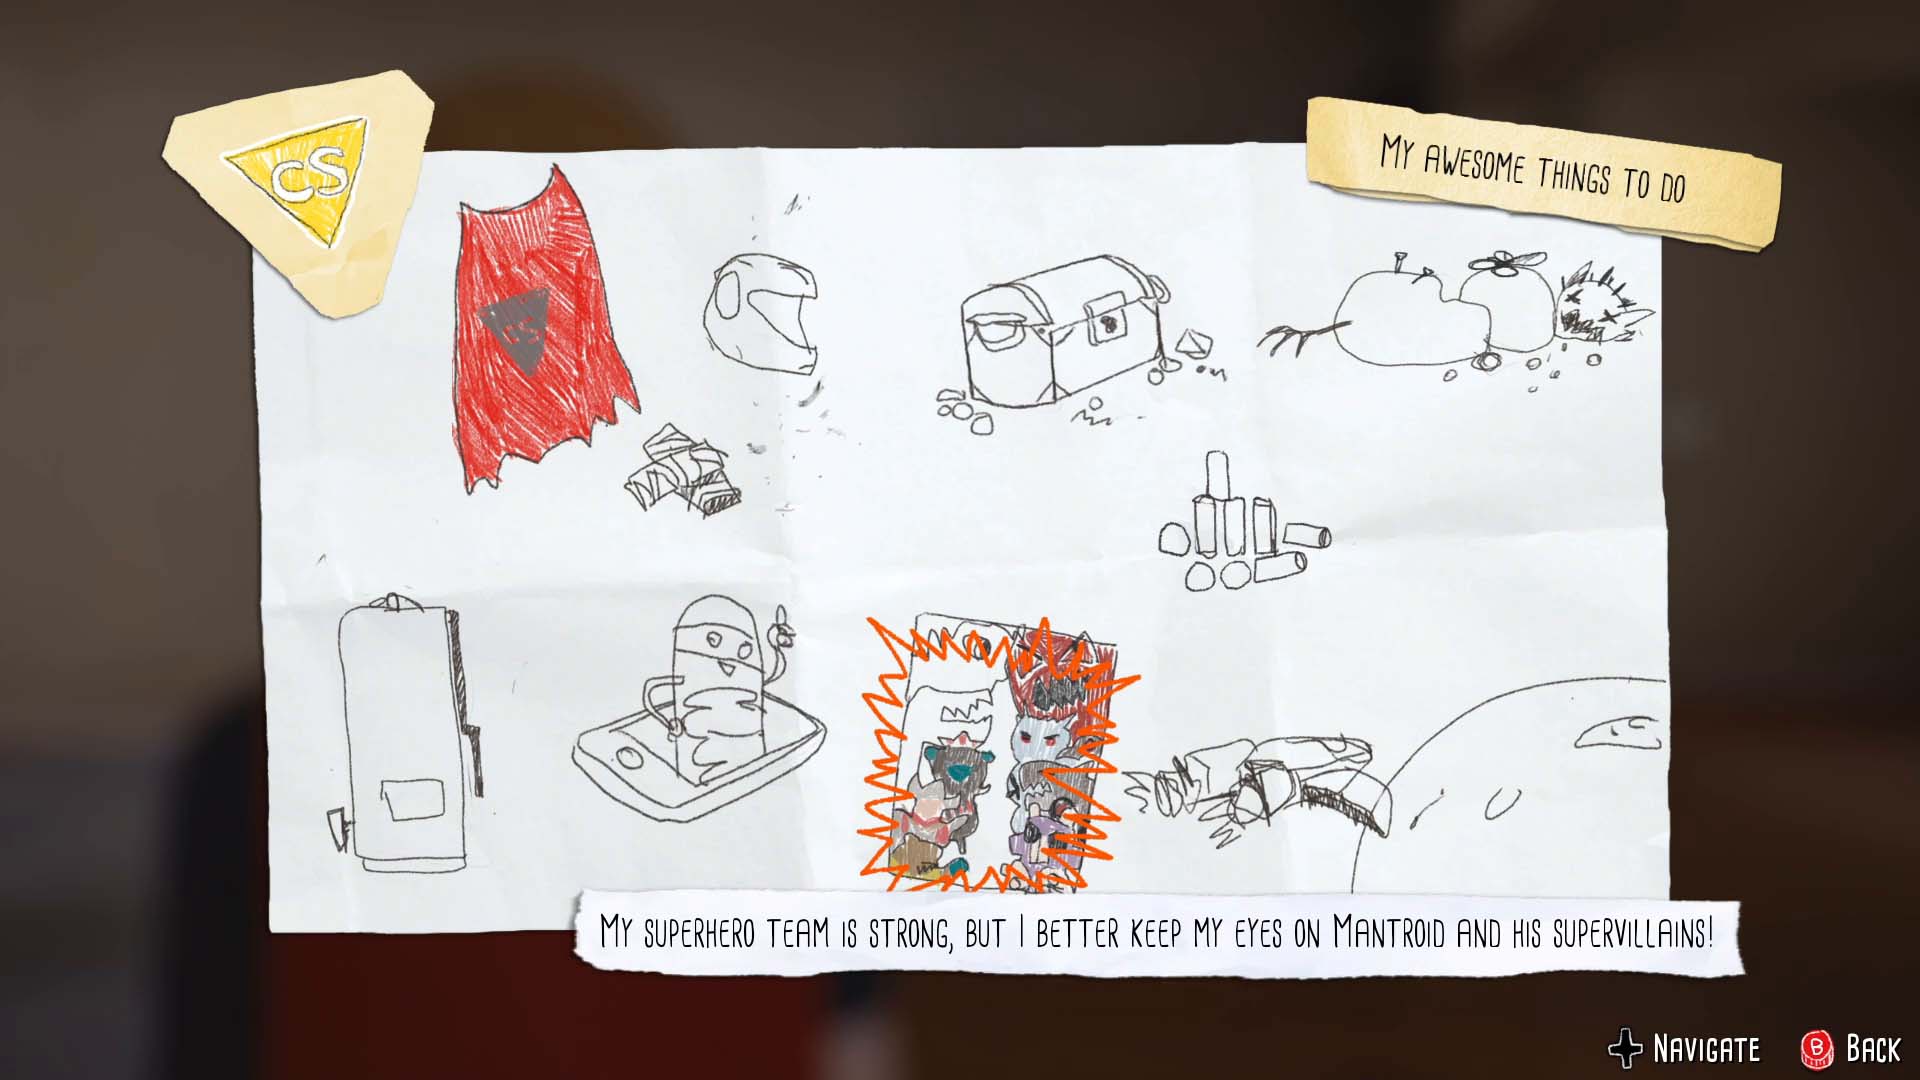 CS
MY AWESOME THINGS TO DO
CS
MY SUPERHERO TEAM IS STRONG, BUT I BETTER KEEP MY EYES ON MANTROID AND HIS SUPERVILLAINS!
NAVIGATE
B BACK